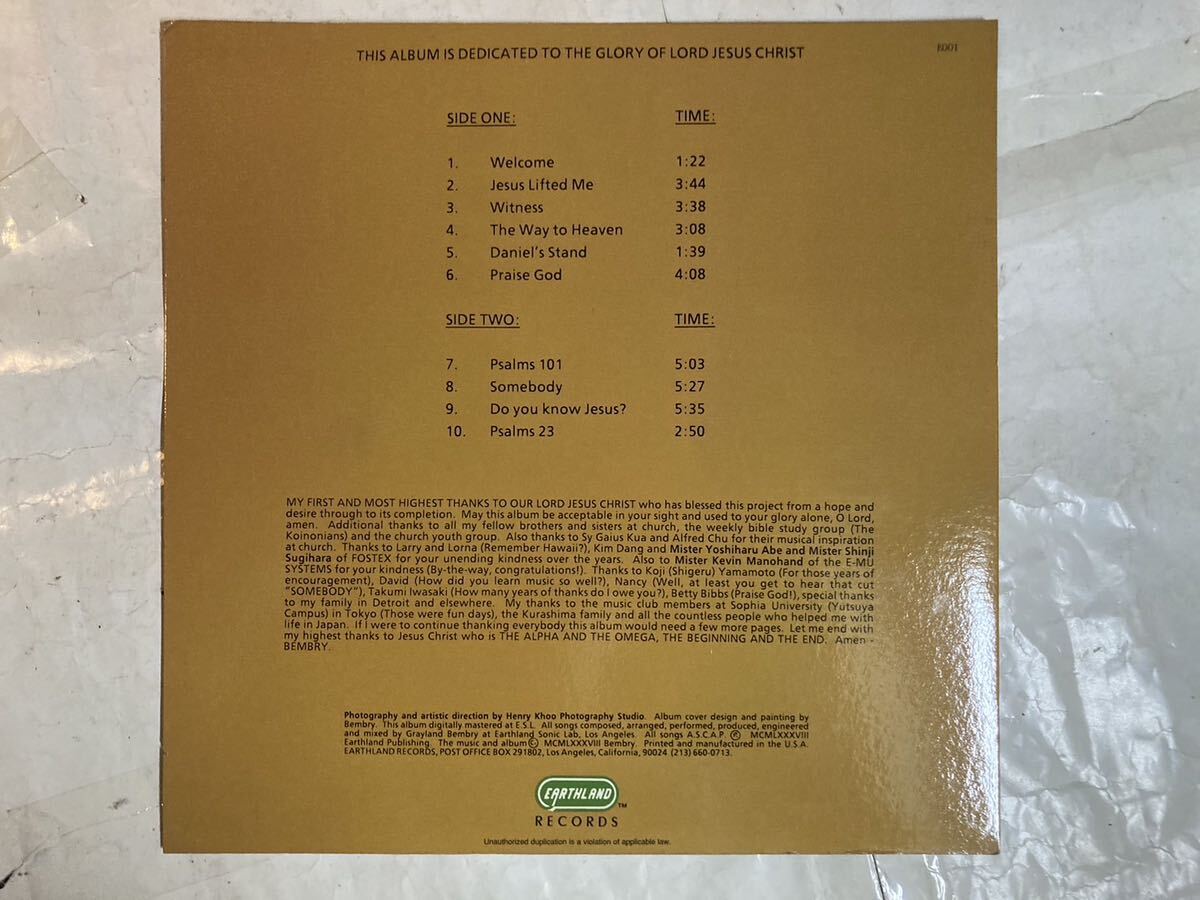 THIS ALBUM IS DEDICATED TO THE GLORY OF LORD JESUS CHRIST
E001
SIDE ONE: TIME:
1. Welcome 1:22
2. Jesus Lifted Me 3:44
3. Witness 3:38
4. The Way to Heaven 3:08
5. Daniel's Stand 1:39
6. Praise God 4:08
SIDE TWO: TIME:
7. Psalms 101 5:03
8. Somebody 5:27
9. Do you know Jesus? 5:35
10. Psalms 23 2:50
MY FIRST AND MOST HIGHEST THANKS TO OUR LORD JESUS CHRIST who has blessed this project from a hope and
desire through to its completion. May this album be acceptable in your sight and used to your glory alone, O Lord,
amen. Additional thanks to all my fellow brothers and sisters at church, the weekly bible study group (The
Koinonians) and the church youth group. Also thanks to Sy Gaius Kua and Alfred Chu for their musical inspiration
at church. Thanks to Larry and Lorna (Remember Hawaii?), Kim Dang and Mister Yoshiharu Abe and Mister Shinji
Sugihara of FOSTEX for your unending kindness over the years. Also to Mister Kevin Manohand of the E-MU
SYSTEMS for your kindness (By-the-way, congratulations!). Thanks to Koji (Shigeru) Yamamoto (For those years of
encouragement), David (How did you learn music so well?), Nancy (Well, at least you get to hear that cut
"SOMEBODY"), Takumi Iwasaki (How many years of thanks do I owe you?), Betty Bibbs (Praise God!), special thanks
to my family in Detroit and elsewhere. My thanks to the music club members at Sophia University (Yutsuya
Campus) in Tokyo (Those were fun days), the Kurashima family and all the countless people who helped me with
life in Japan. If I were to continue thanking everybody this album would need a few more pages. Let me end with
my highest thanks to Jesus Christ who is THE ALPHA AND THE OMEGA, THE BEGINNING AND THE END. Amen -
BEMBRY.
Photography and artistic direction by Henry Khoo Photography Studio. Album cover design and painting by
Bembry. This album digitally mastered at E.S.L. All songs composed, arranged, performed, produced, engineered
and mixed by Grayland Bembry at Earthland Sonic Lab, Los Angeles. All songs A.S.C.A.P. ℗ MCMLXXXVIII
Earthland Publishing. The music and album © MCMLXXXVIII Bembry. Printed and manufactured in the U.S.A.
EARTHLAND RECORDS, POST OFFICE BOX 291802, Los Angeles, California, 90024 (213) 660-0713.
EARTHLAND ™
RECORDS
Unauthorized duplication is a violation of applicable law.